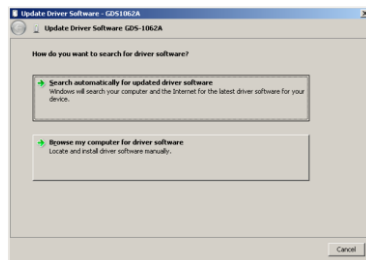 Update Driver Software - GDS1062A
Update Driver Software GDS-1062A
How do you want to search for driver software?
Search automatically for updated driver software
Windows will search your computer and the Internet for the latest driver software for your
device.
Browse my computer for driver software
Locate and install driver software manually.
Cancel